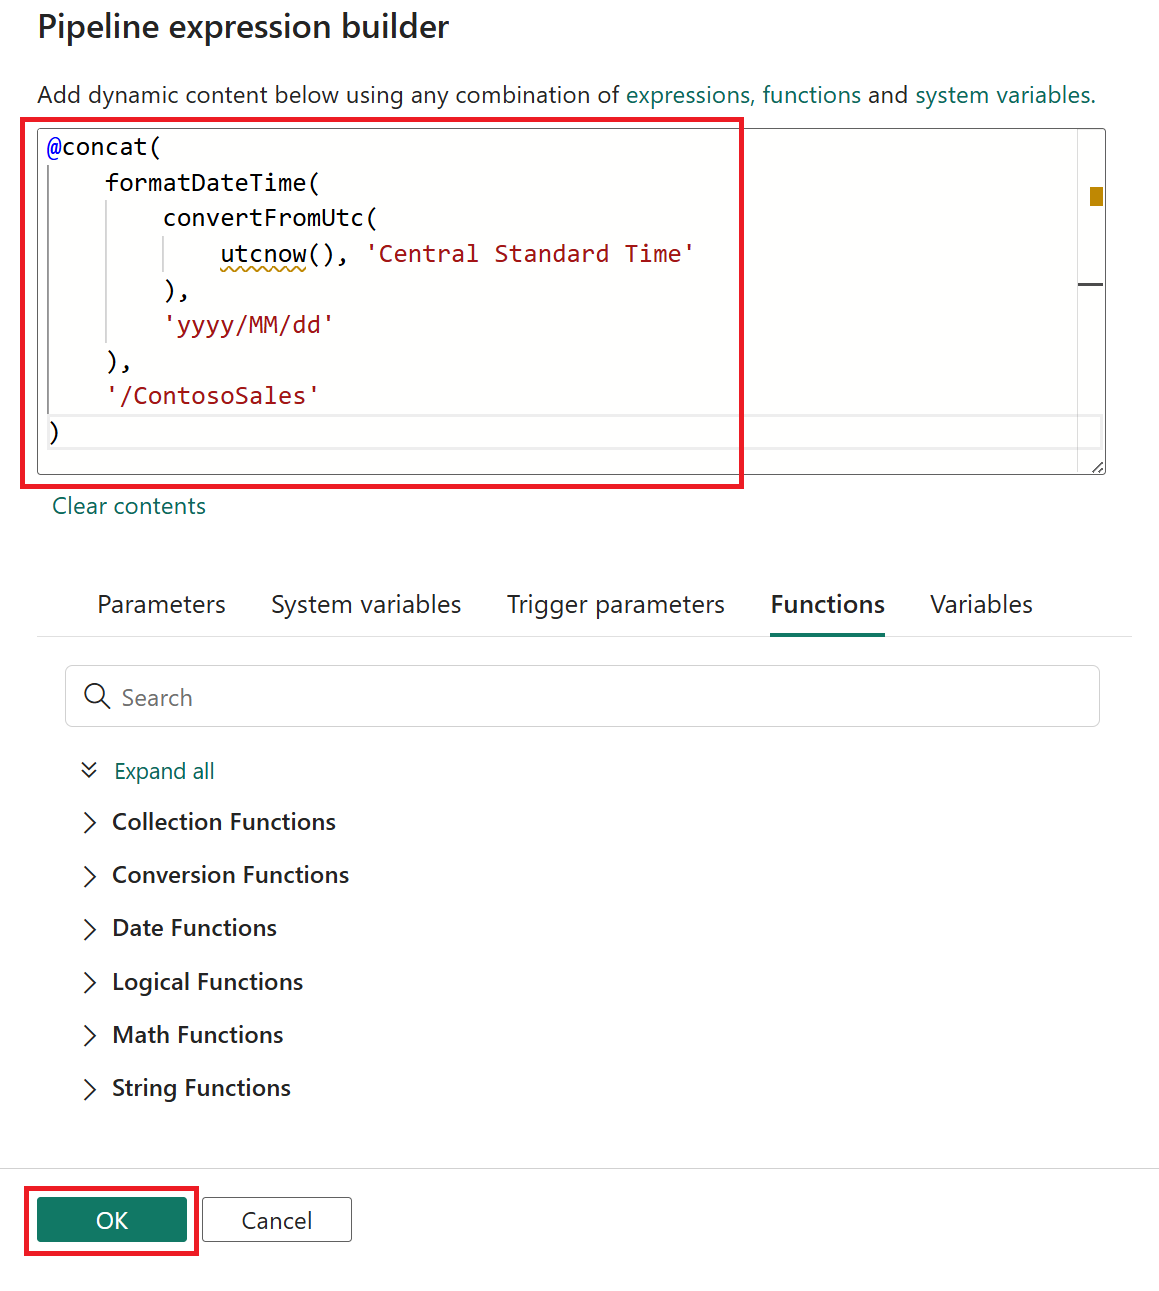 Pipeline expression builder
Add dynamic content below using any combination of expressions, functions and system variables.
@concat(
    formatDateTime(
        convertFromUtc(
            utcnow(), 'Central Standard Time'
        ),
        'yyyy/MM/dd'
    ),
    '/ContosoSales'
)
Clear contents
Parameters System variables Trigger parameters Functions Variables
Search
Expand all
Collection Functions
Conversion Functions
Date Functions
Logical Functions
Math Functions
String Functions
OK Cancel